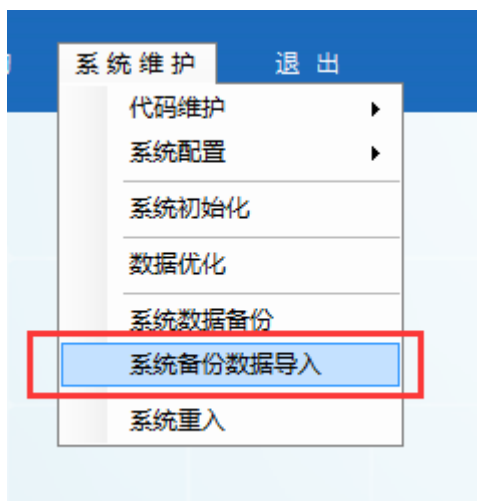 系统维护 退出
代码维护
系统配置
系统初始化
数据优化
系统数据备份
系统备份数据导入
系统重入